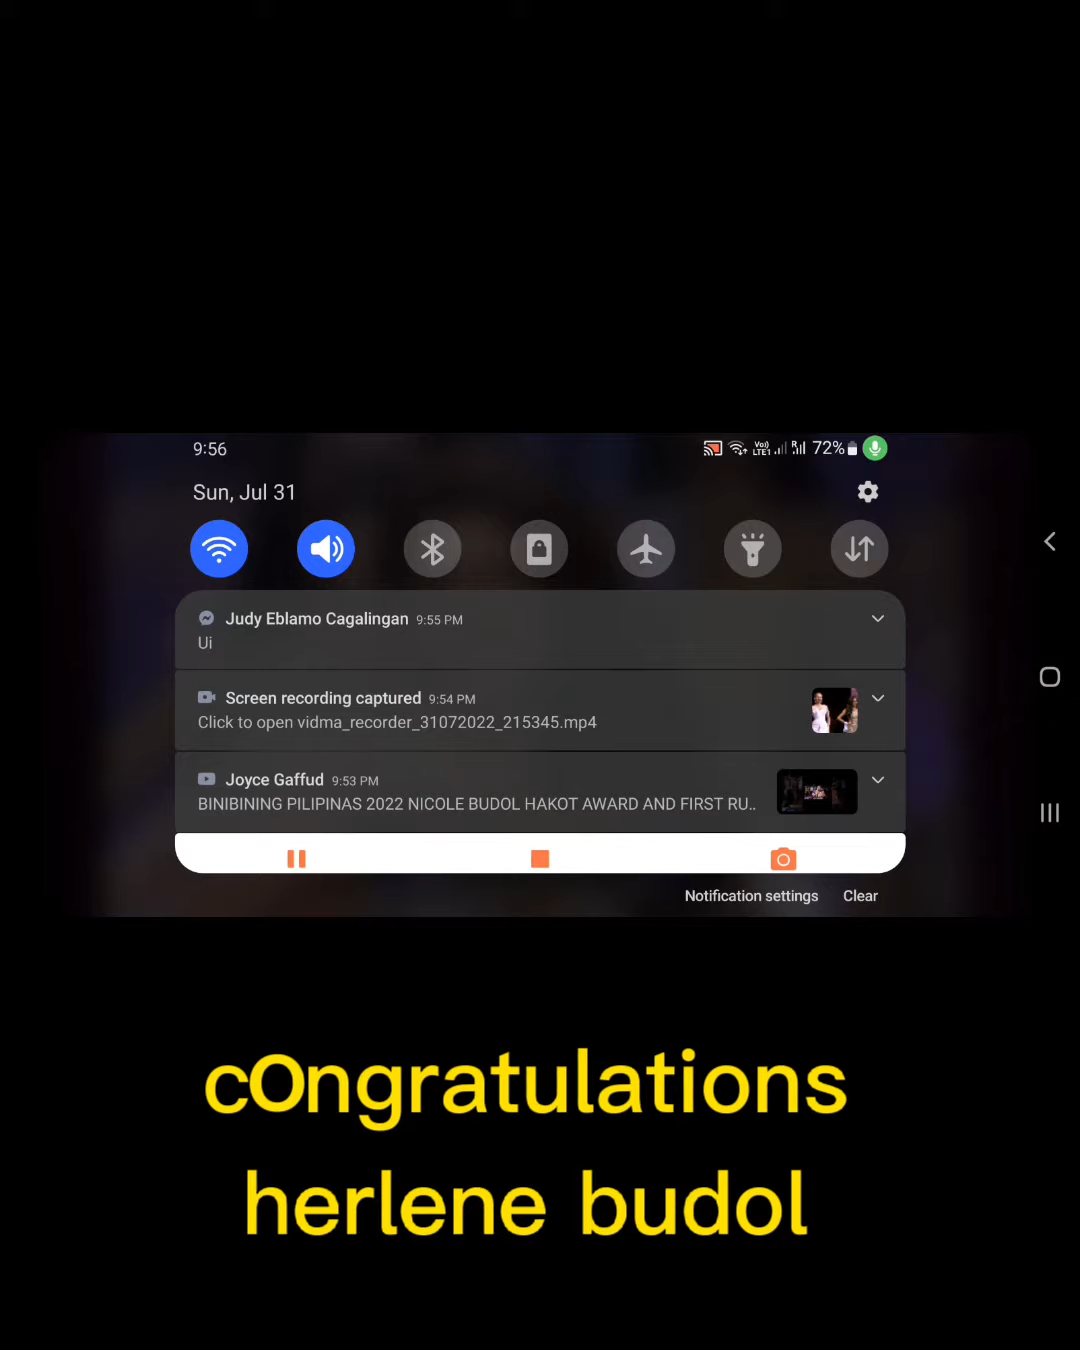 9:56
Vo)) LTE1 R 72%
Sun, Jul 31
Judy Eblamo Cagalingan 9:55 PM
Ui
Screen recording captured 9:54 PM
Click to open vidma_recorder_31072022_215345.mp4
Joyce Gaffud 9:53 PM
BINIBINING PILIPINAS 2022 NICOLE BUDOL HAKOT AWARD AND FIRST RU..
Notification settings Clear
cOngratulations
herlene budol